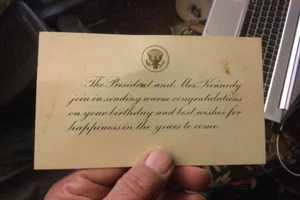 The President and Mrs. Kennedy
join in sending warm congratulations
on your birthday and best wishes for
happiness in the years to come.